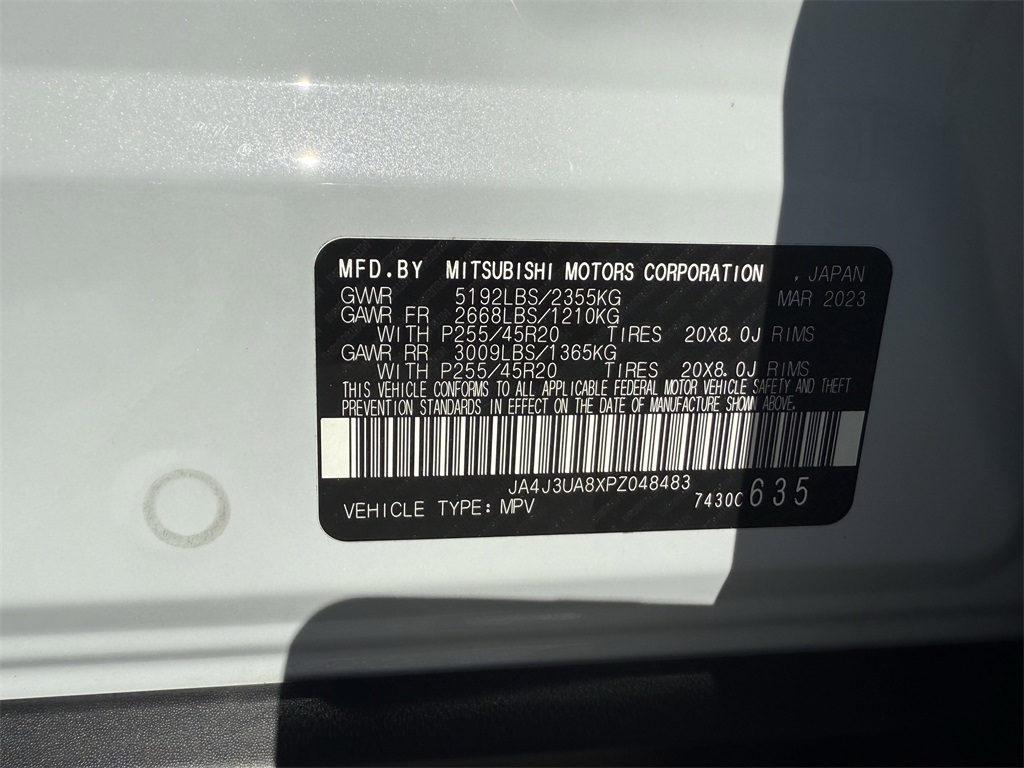 MFD.BY MITSUBISHI MOTORS CORPORATION , JAPAN
GVWR 5192LBS/2355KG MAR 2023
GAWR FR 2668LBS/1210KG
WITH P255/45R20 TIRES 20X8.0J RIMS
GAWR RR 3009LBS/1365KG
WITH P255/45R20 TIRES 20X8.0J RIMS
THIS VEHICLE CONFORMS TO ALL APPLICABLE FEDERAL MOTOR VEHICLE SAFETY AND THEFT
PREVENTION STANDARDS IN EFFECT ON THE DATE OF MANUFACTURE SHOWN ABOVE.
JA4J3UA8XPZ048483
VEHICLE TYPE: MPV 7430C 635